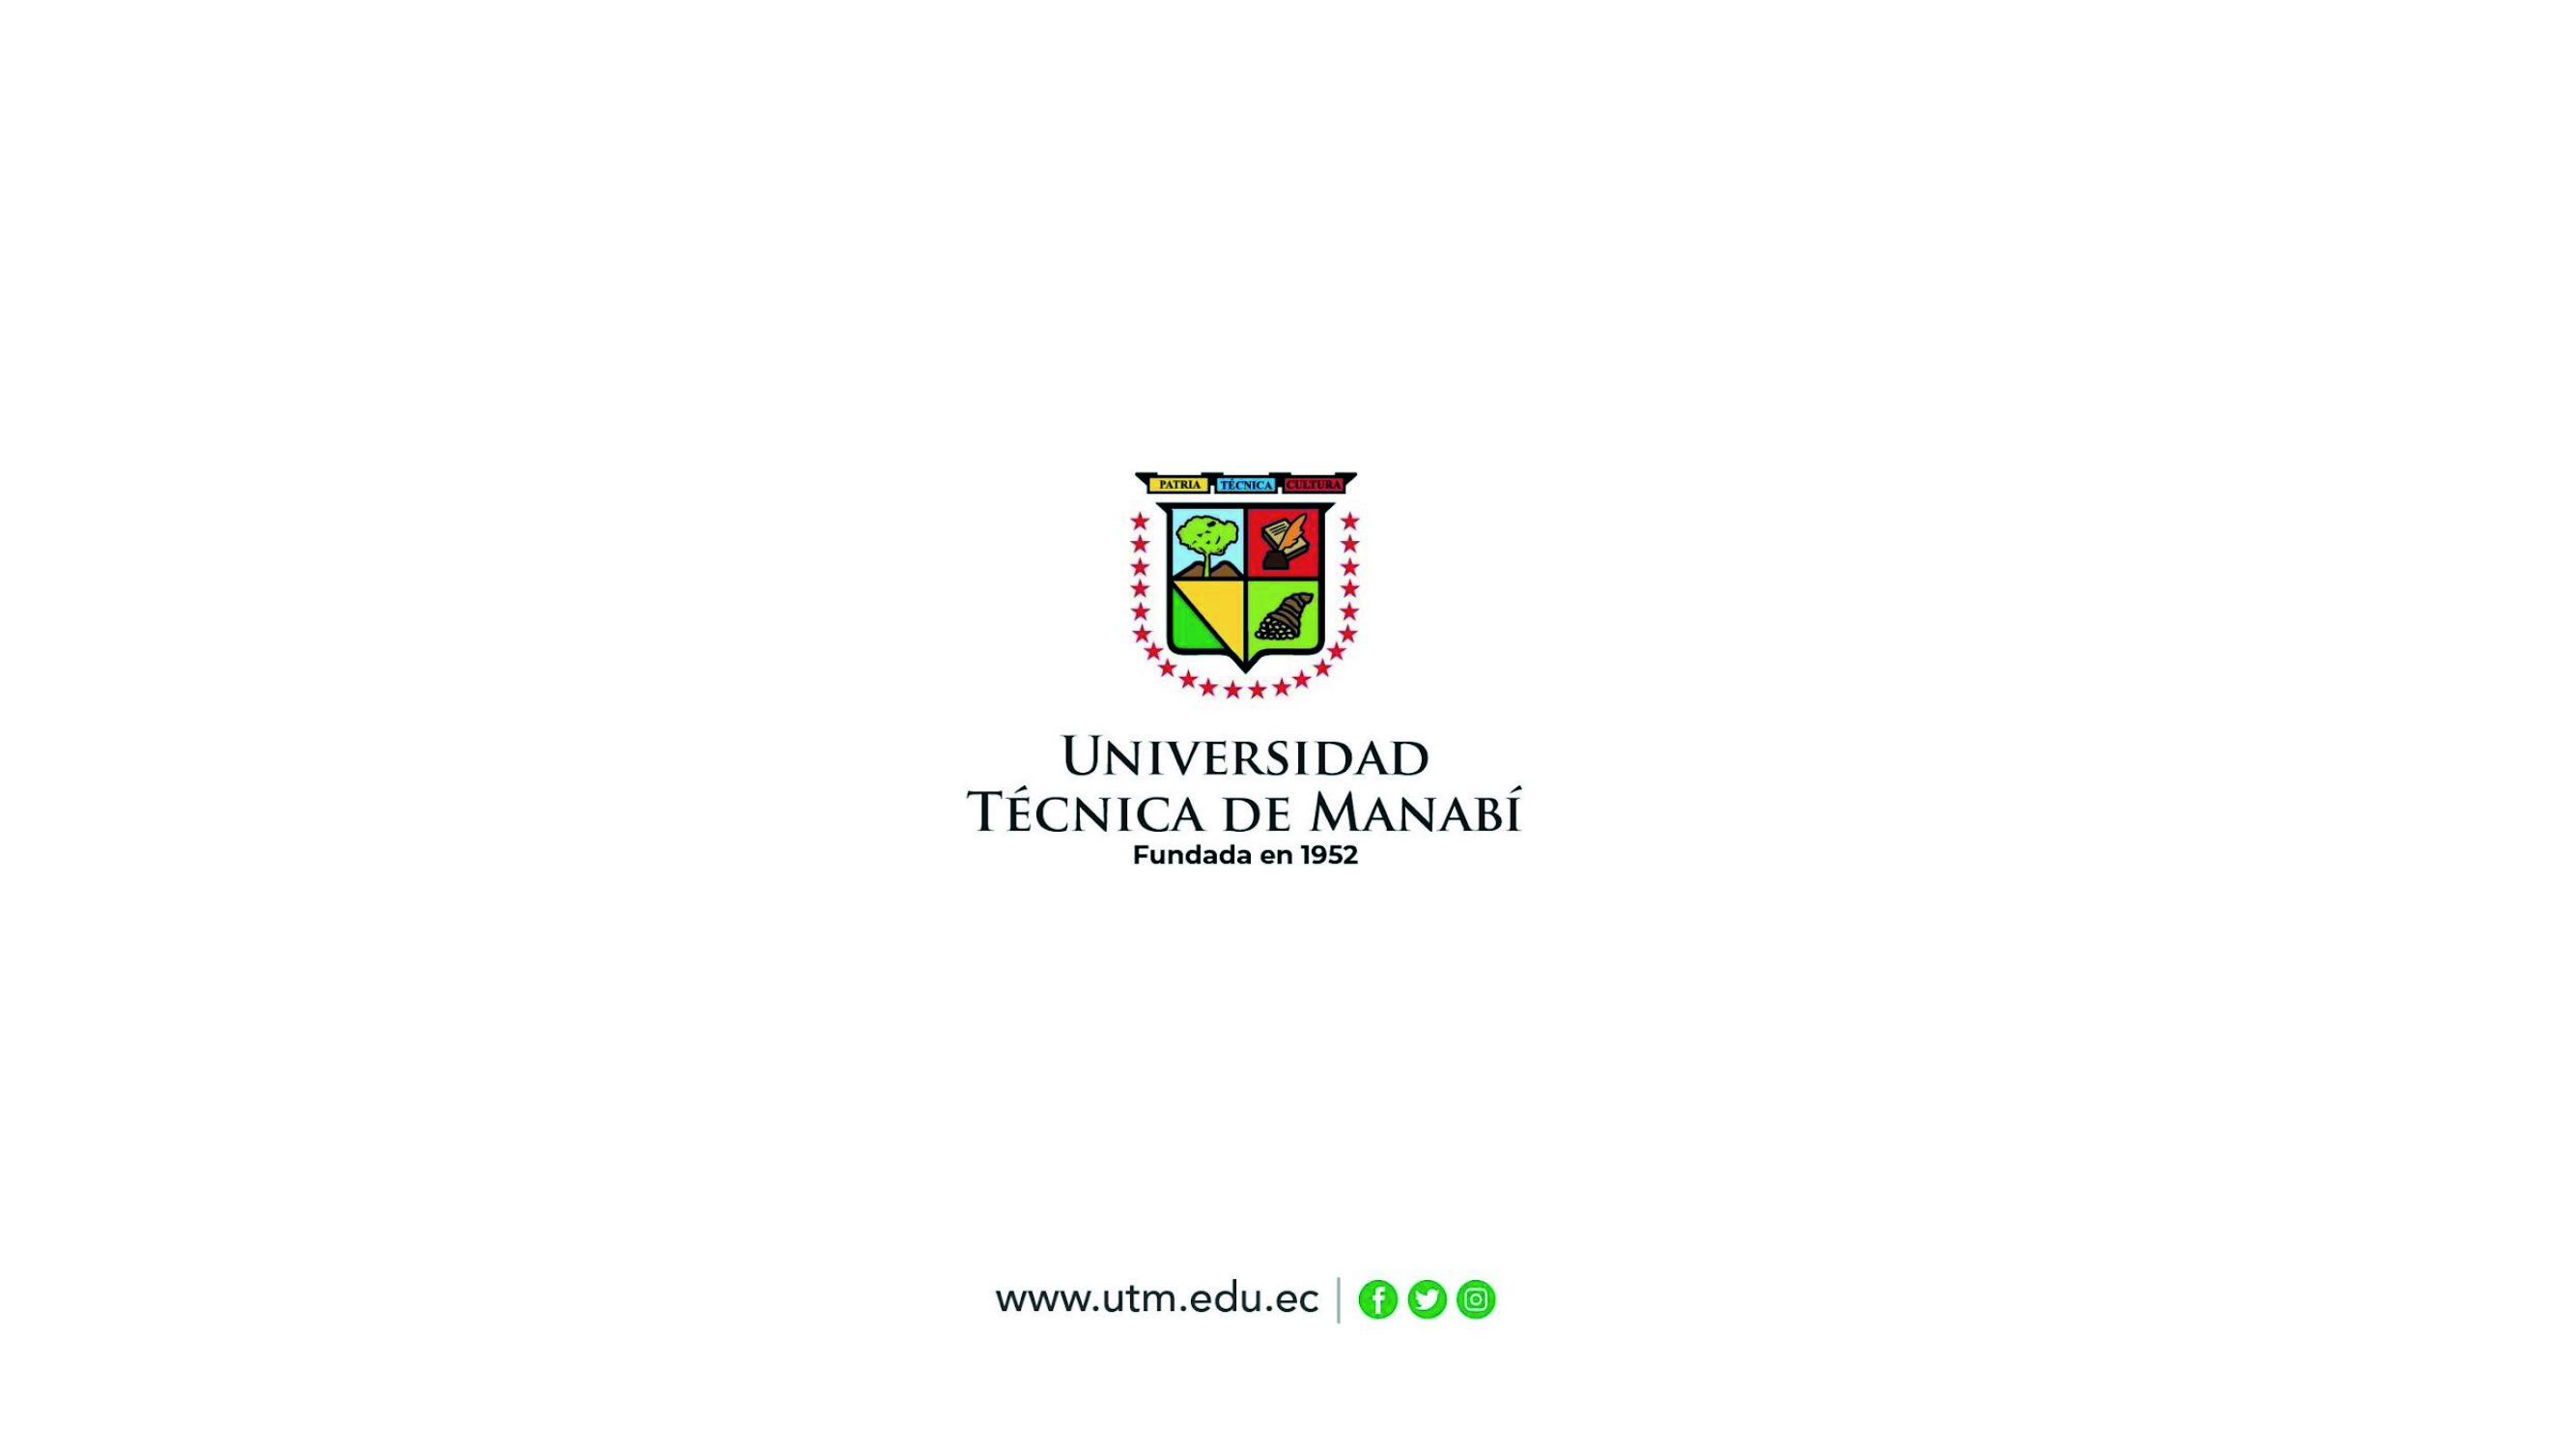 PATRIA TÉCNICA CULTURA
UNIVERSIDAD
TÉCNICA DE MANABÍ
Fundada en 1952
www.utm.edu.ec